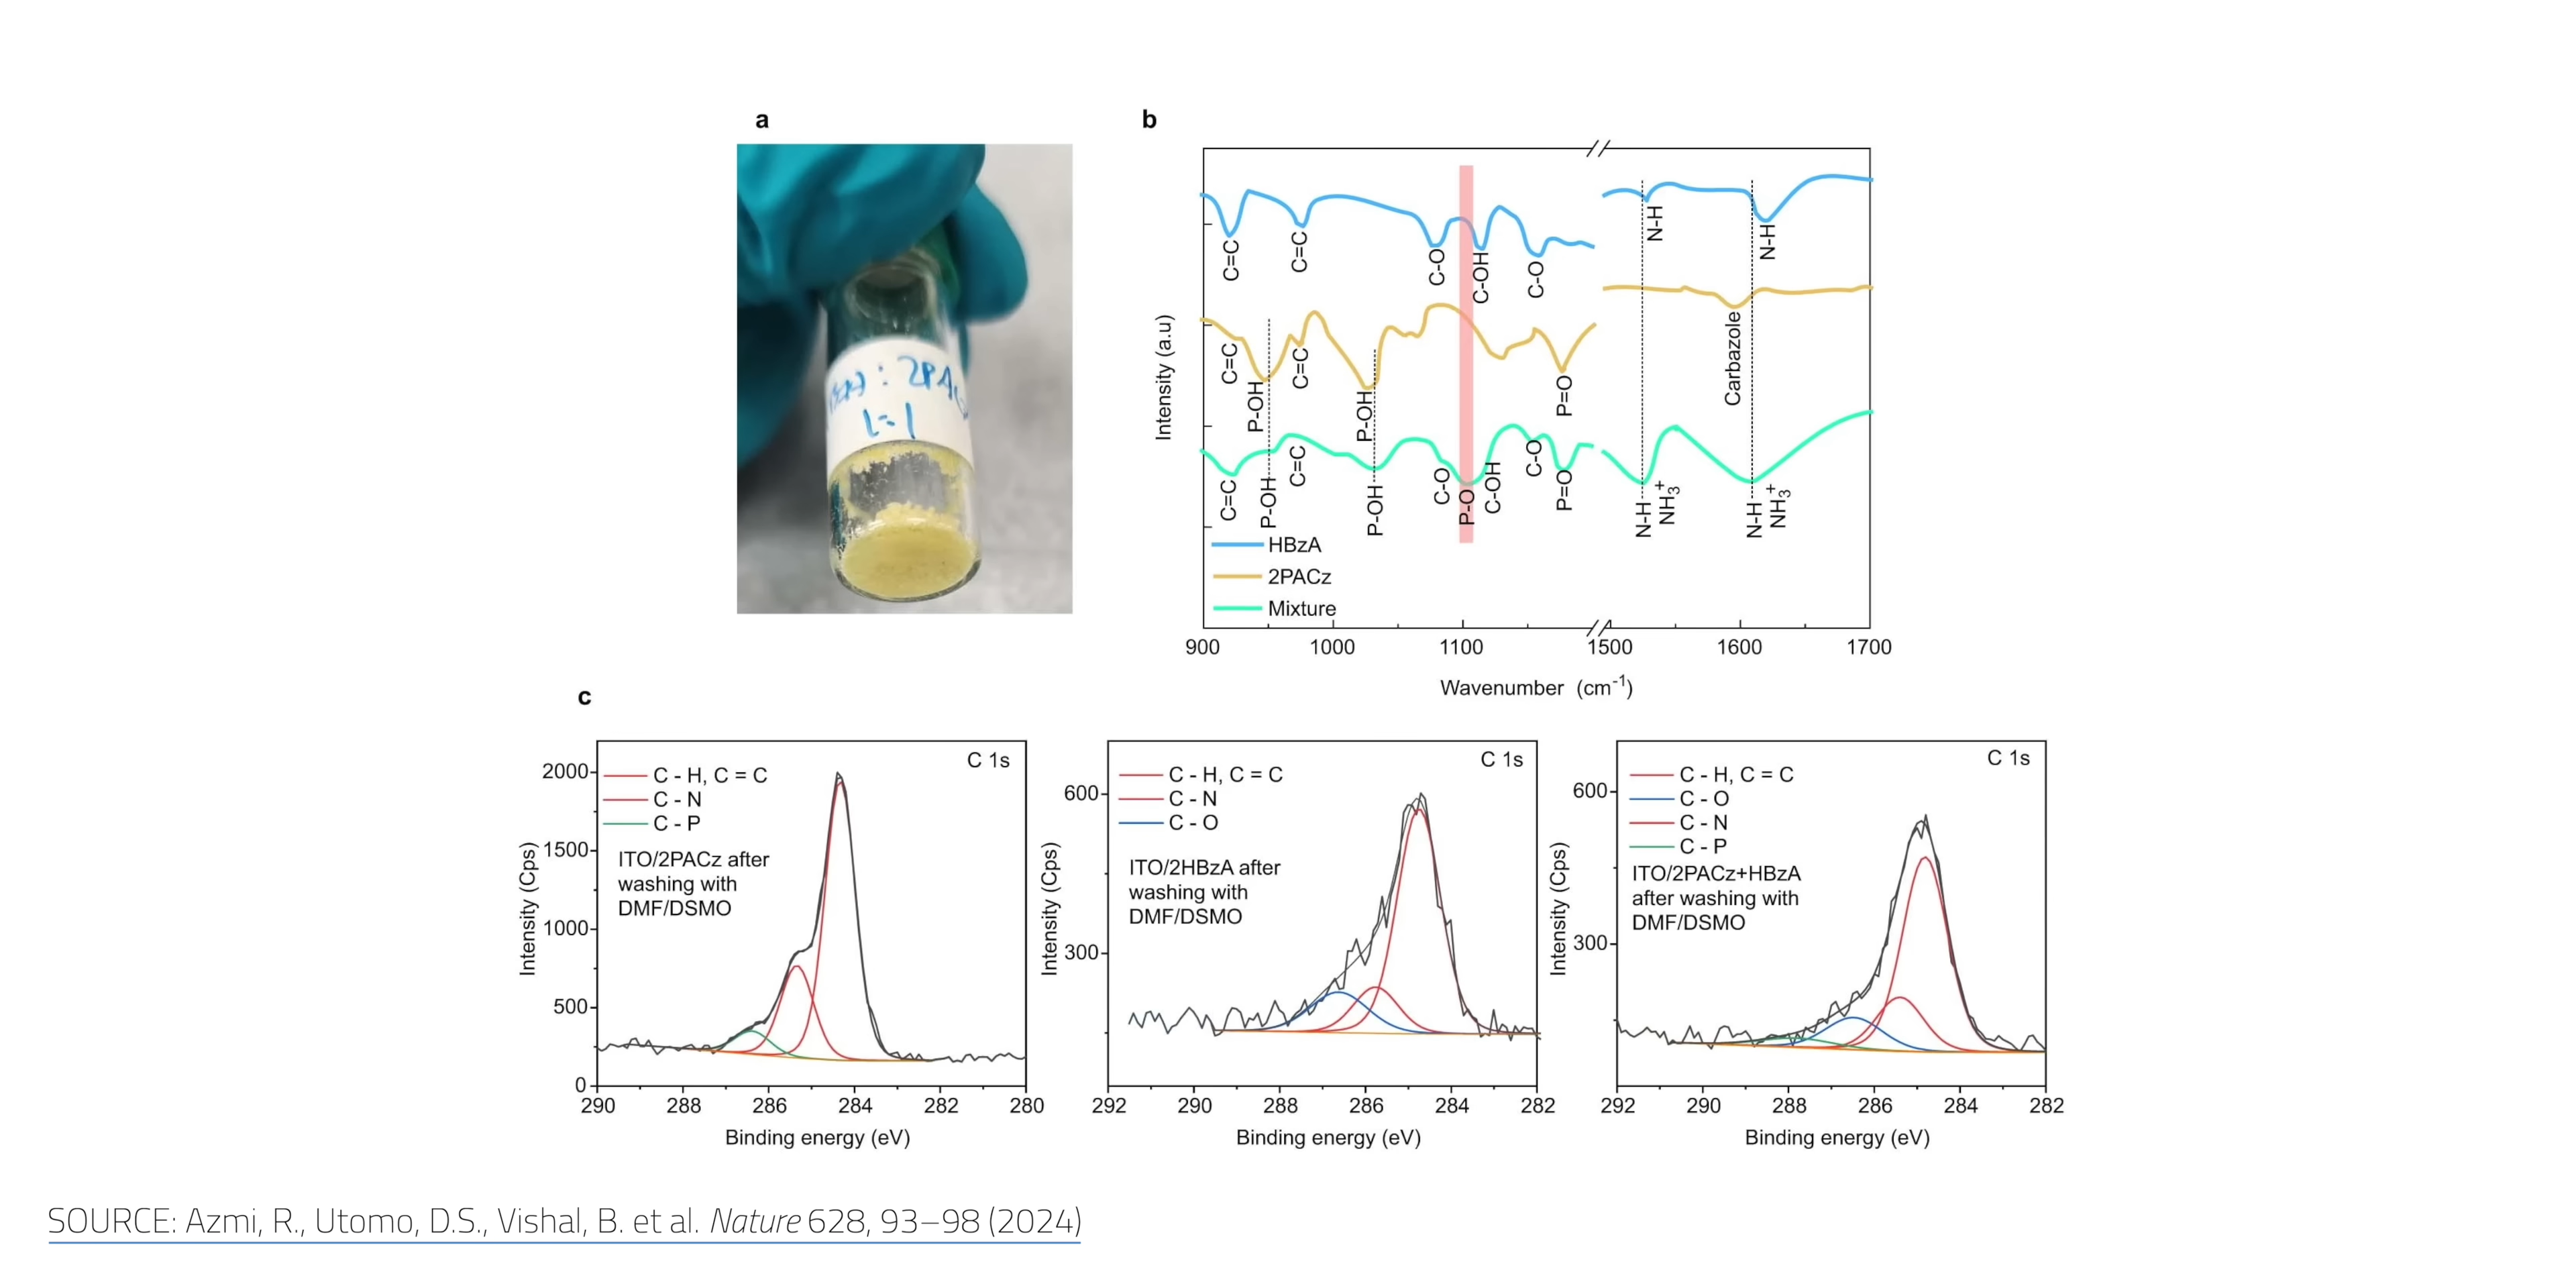 a
2PAC
1:1
b
Intensity (a.u)
C=C
C=C
C-O
C-OH
C-O
N-H
N-H
C=C
P-OH
C=C
P-OH
P=O
Carbazole
C=C
P-OH
C=C
P-OH
C-O
P-O
C-OH
C-O
P=O
N-H
NH3+
N-H
NH3+
HBzA
2PACz
Mixture
900 1000 1100 1500 1600 1700
Wavenumber (cm-1)
c
C 1s
C - H, C = C
C - N
C - P
ITO/2PACz after
washing with
DMF/DSMO
Intensity (Cps)
2000
1500
1000
500
0
290 288 286 284 282 280
Binding energy (eV)
C 1s
C - H, C = C
C - N
C - O
ITO/2HBzA after
washing with
DMF/DSMO
Intensity (Cps)
600
300
292 290 288 286 284 282
Binding energy (eV)
C 1s
C - H, C = C
C - O
C - N
C - P
ITO/2PACz+HBzA
after washing with
DMF/DSMO
Intensity (Cps)
600
300
292 290 288 286 284 282
Binding energy (eV)
SOURCE: Azmi, R., Utomo, D.S., Vishal, B. et al. Nature 628, 93–98 (2024)